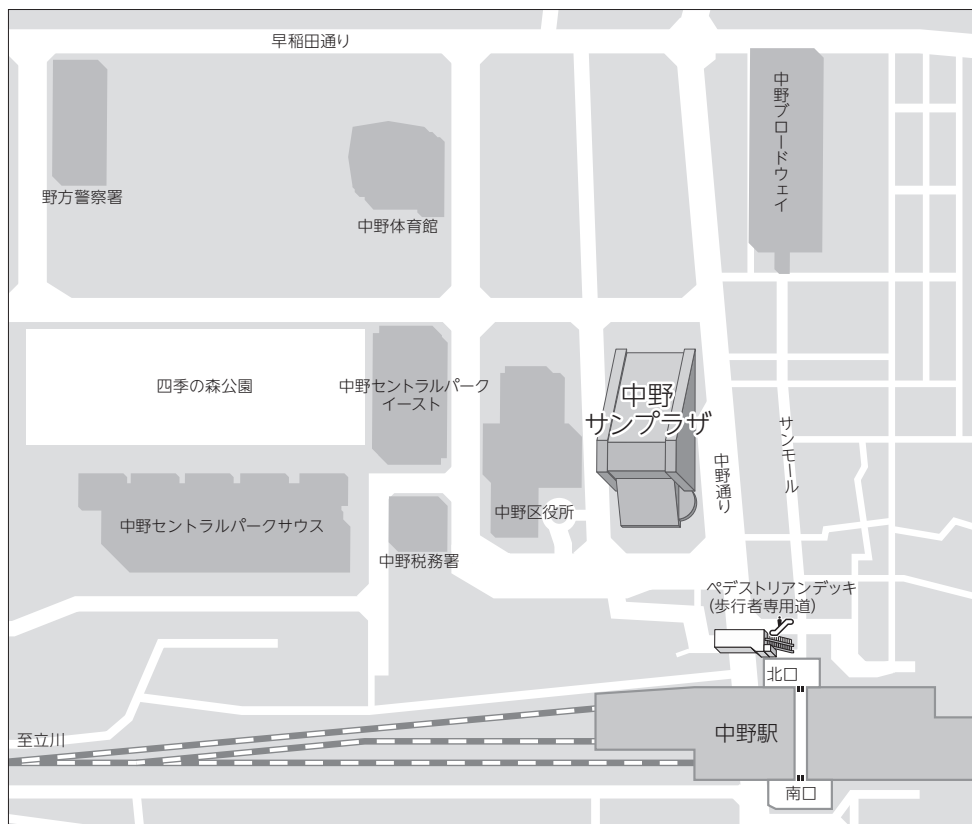 早稲田通り
中野ブロードウェイ
野方警察署
中野体育館
四季の森公園
中野セントラルパーク
イースト
中野
サンプラザ
サンモール
中野通り
中野セントラルパークサウス
中野区役所
中野税務署
ペデストリアンデッキ
(歩行者専用道)
北口
中野駅
至立川
南口